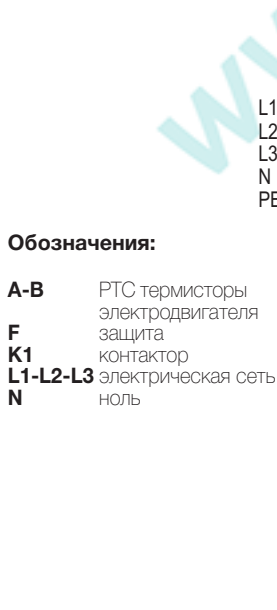 L1
L2
L3
N
PE
Обозначения:
A-B PTC термисторы
электродвигателя
F защита
K1 контактор
L1-L2-L3 электрическая сеть
N ноль